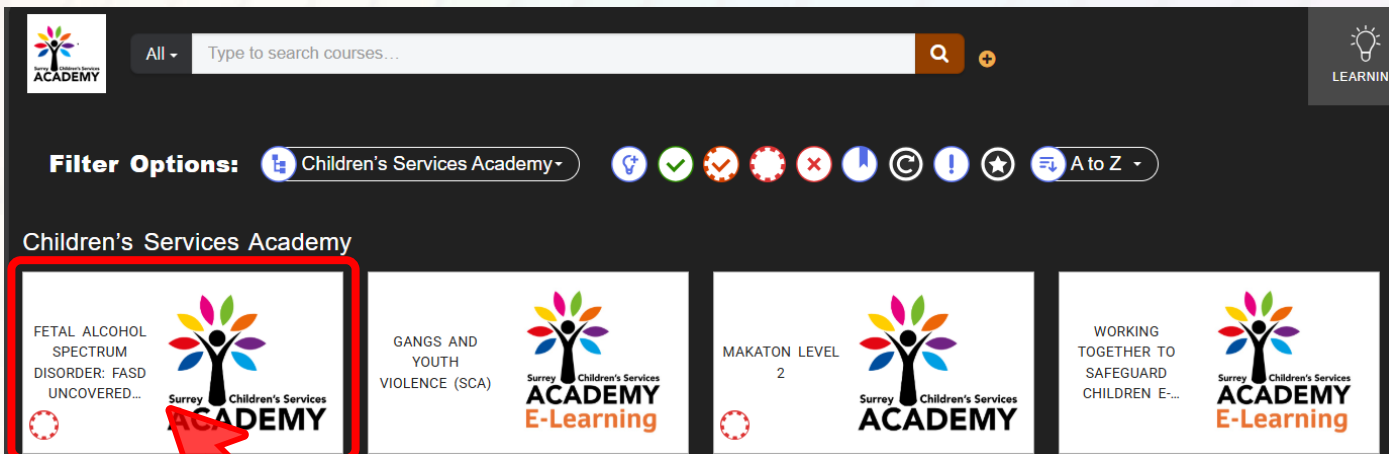 Surrey Children's Services
ACADEMY
All
Type to search courses...
LEARNIN
Filter Options:
Children's Services Academy
A to Z
Children's Services Academy
FETAL ALCOHOL
SPECTRUM
DISORDER: FASD
UNCOVERED...
Surrey Children's Services
ACADEMY
GANGS AND
YOUTH
VIOLENCE (SCA)
Surrey Children's Services
ACADEMY
E-Learning
MAKATON LEVEL
2
Surrey Children's Services
ACADEMY
WORKING
TOGETHER TO
SAFEGUARD
CHILDREN E-...
Surrey Children's Services
ACADEMY
E-Learning